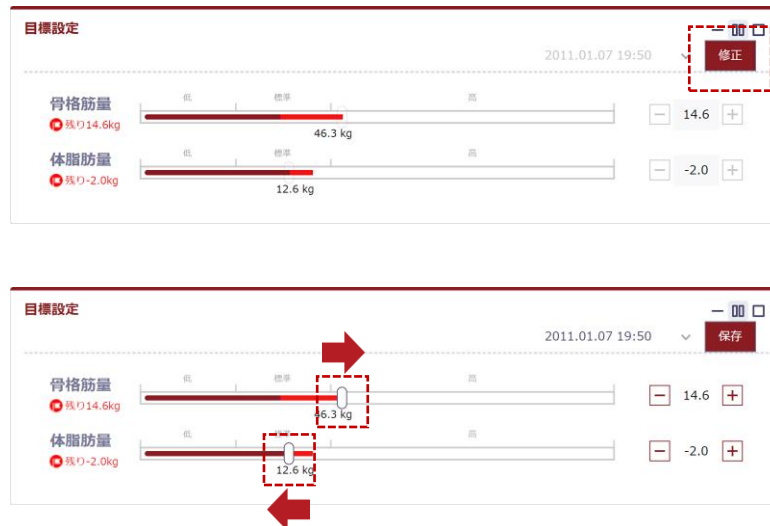 目標設定
2011.01.07 19:50
修正
骨格筋量
残り14.6kg
低 標準 高
46.3 kg
14.6
体脂肪量
残り-2.0kg
低 標準 高
12.6 kg
-2.0
目標設定
2011.01.07 19:50
保存
骨格筋量
残り14.6kg
低 標準 高
46.3 kg
14.6
体脂肪量
残り-2.0kg
低 標準 高
12.6 kg
-2.0